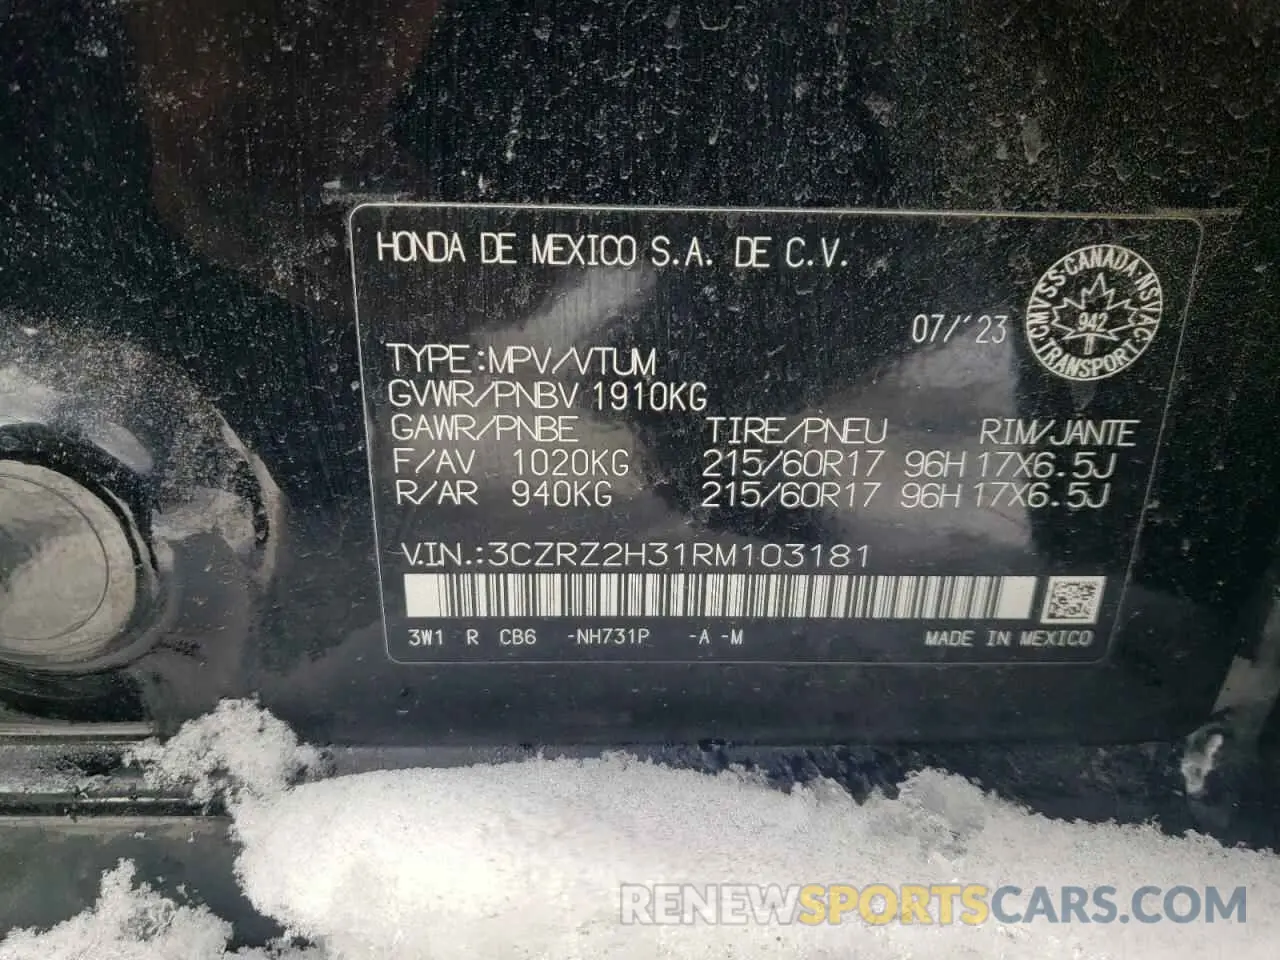 HONDA DE MEXICO S.A. DE C.V.
07/'23
CMVSS·CANADA·NSVAC·TRANSPORT·
942
TYPE:MPV/VTUM
GVWR/PNBV 1910KG
GAWR/PNBE TIRE/PNEU RIM/JANTE
F/AV 1020KG 215/60R17 96H 17X6.5J
R/AR 940KG 215/60R17 96H 17X6.5J
V.IN.:3CZRZ2H31RM103181
3W1 R CB6 -NH731P -A -M MADE IN MEXICO
RENEWSPORTSCARS.COM